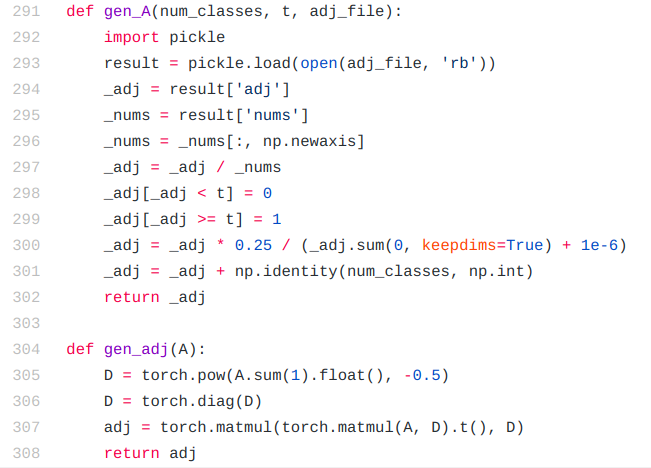 291 def gen_A(num_classes, t, adj_file):
292     import pickle
293     result = pickle.load(open(adj_file, 'rb'))
294     _adj = result['adj']
295     _nums = result['nums']
296     _nums = _nums[:, np.newaxis]
297     _adj = _adj / _nums
298     _adj[_adj < t] = 0
299     _adj[_adj >= t] = 1
300     _adj = _adj * 0.25 / (_adj.sum(0, keepdims=True) + 1e-6)
301     _adj = _adj + np.identity(num_classes, np.int)
302     return _adj
303
304 def gen_adj(A):
305     D = torch.pow(A.sum(1).float(), -0.5)
306     D = torch.diag(D)
307     adj = torch.matmul(torch.matmul(A, D).t(), D)
308     return adj